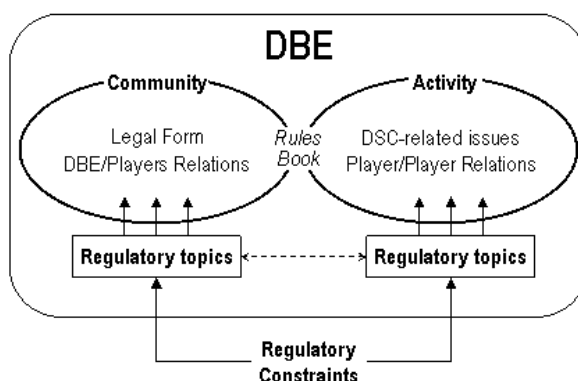 DBE
Community
Activity
Legal Form
DBE/Players Relations
Rules
Book
DSC-related issues
Player/Player Relations
Regulatory topics
Regulatory topics
Regulatory
Constraints